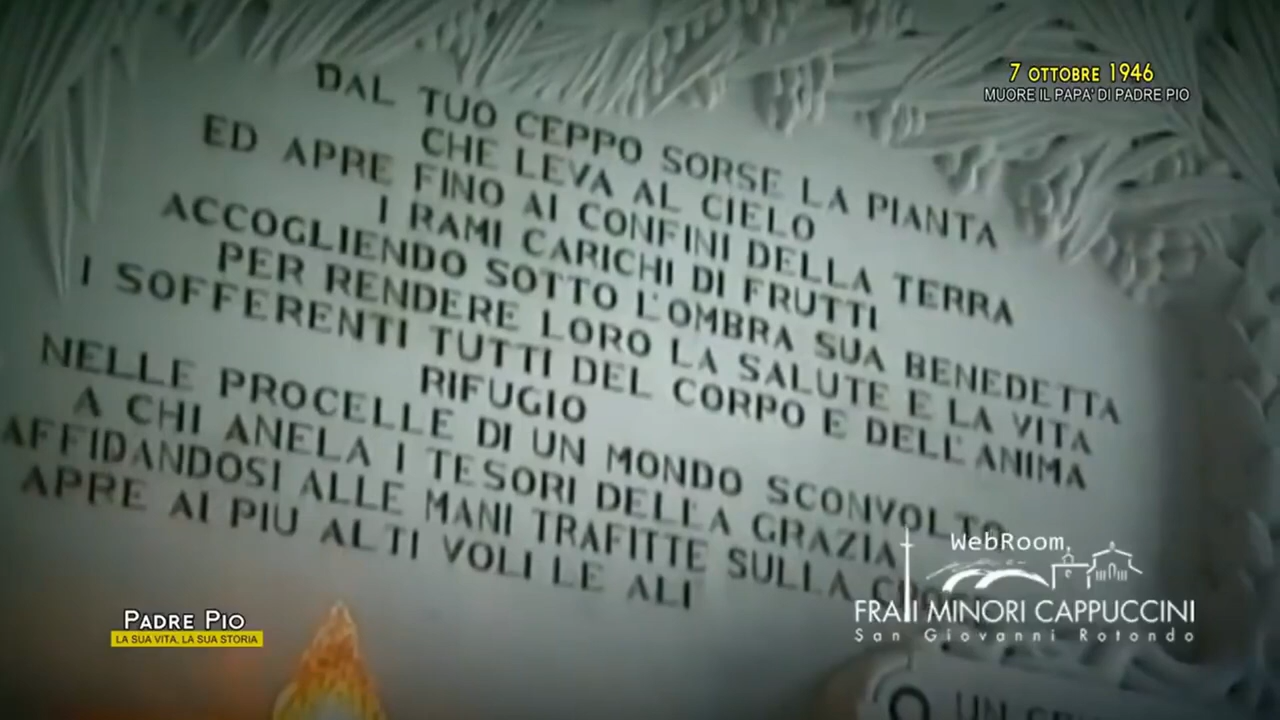 7 OTTOBRE 1946
MUORE IL PAPA' DI PADRE PIO
DAL TUO CEPPO SORSE LA PIANTA
CHE LEVA AL CIELO
ED APRE FINO AI CONFINI DELLA TERRA
I RAMI CARICHI DI FRUTTI
ACCOGLIENDO SOTTO L'OMBRA SUA BENEDETTA
PER RENDERE LORO LA SALUTE E LA VITA
I SOFFERENTI TUTTI DEL CORPO E DELL'ANIMA
RIFUGIO
NELLE PROCELLE DI UN MONDO SCONVOLTO
A CHI ANELA I TESORI DELLA GRAZIA
AFFIDANDOSI ALLE MANI TRAFITTE SULLA
APRE AI PIU ALTI VOLI LE ALI
WebRoom,
FRATI MINORI CAPPUCCINI
San Giovanni Rotondo
PADRE PIO
LA SUA VITA, LA SUA STORIA
UN